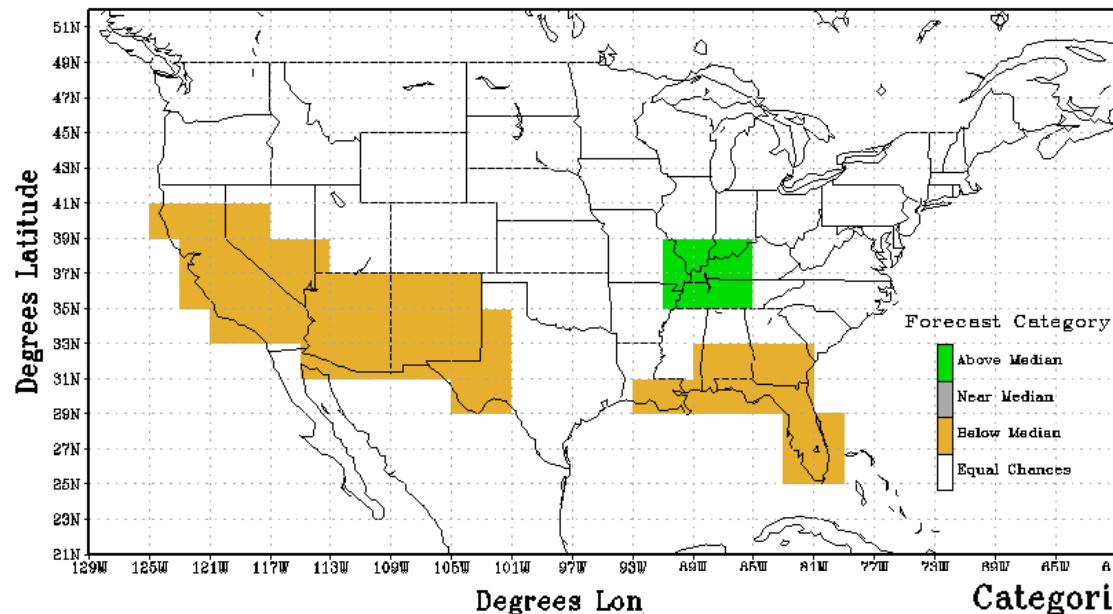 51N
49N
47N
45N
43N
41N
39N
37N
35N
33N
31N
29N
27N
25N
23N
21N
Degrees Latitude
129W 125W 121W 117W 113W 109W 105W 101W 97W 93W 89W 85W 81W 77W 73W 69W 65W 6
Degrees Lon
Forecast Category
Above Median
Near Median
Below Median
Equal Chances
Categori